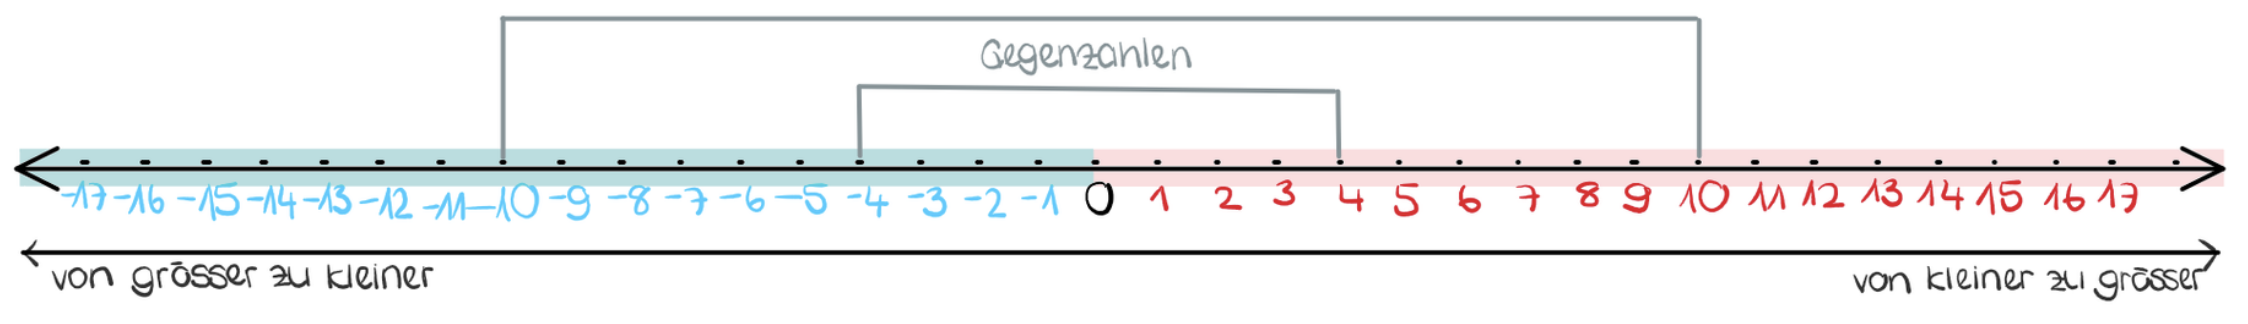 Gegenzahlen
-17 -16 -15 -14 -13 -12 -11 -10 -9 -8 -7 -6 -5 -4 -3 -2 -1 0 1 2 3 4 5 6 7 8 9 10 11 12 13 14 15 16 17
von grösser zu kleiner
von kleiner zu grösser